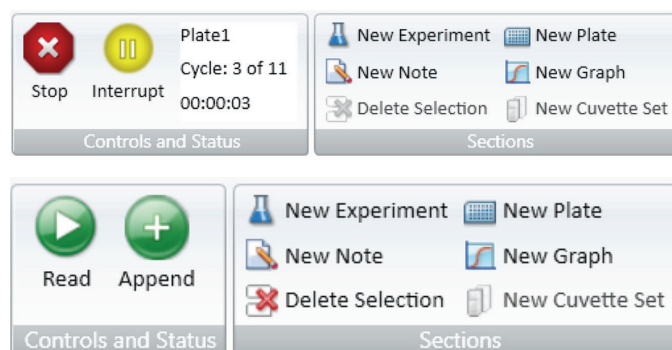 Plate1
Cycle: 3 of 11
00:00:03
Stop
Interrupt
Controls and Status
New Experiment
New Plate
New Note
New Graph
Delete Selection
New Cuvette Set
Sections
Read
Append
Controls and Status
New Experiment
New Plate
New Note
New Graph
Delete Selection
New Cuvette Set
Sections